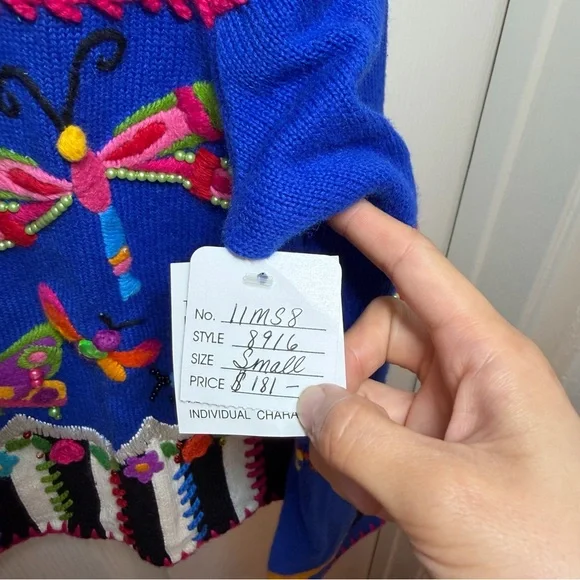 No. 11MS8
STYLE 8916
SIZE Small
PRICE $ 181 —
INDIVIDUAL CHARA